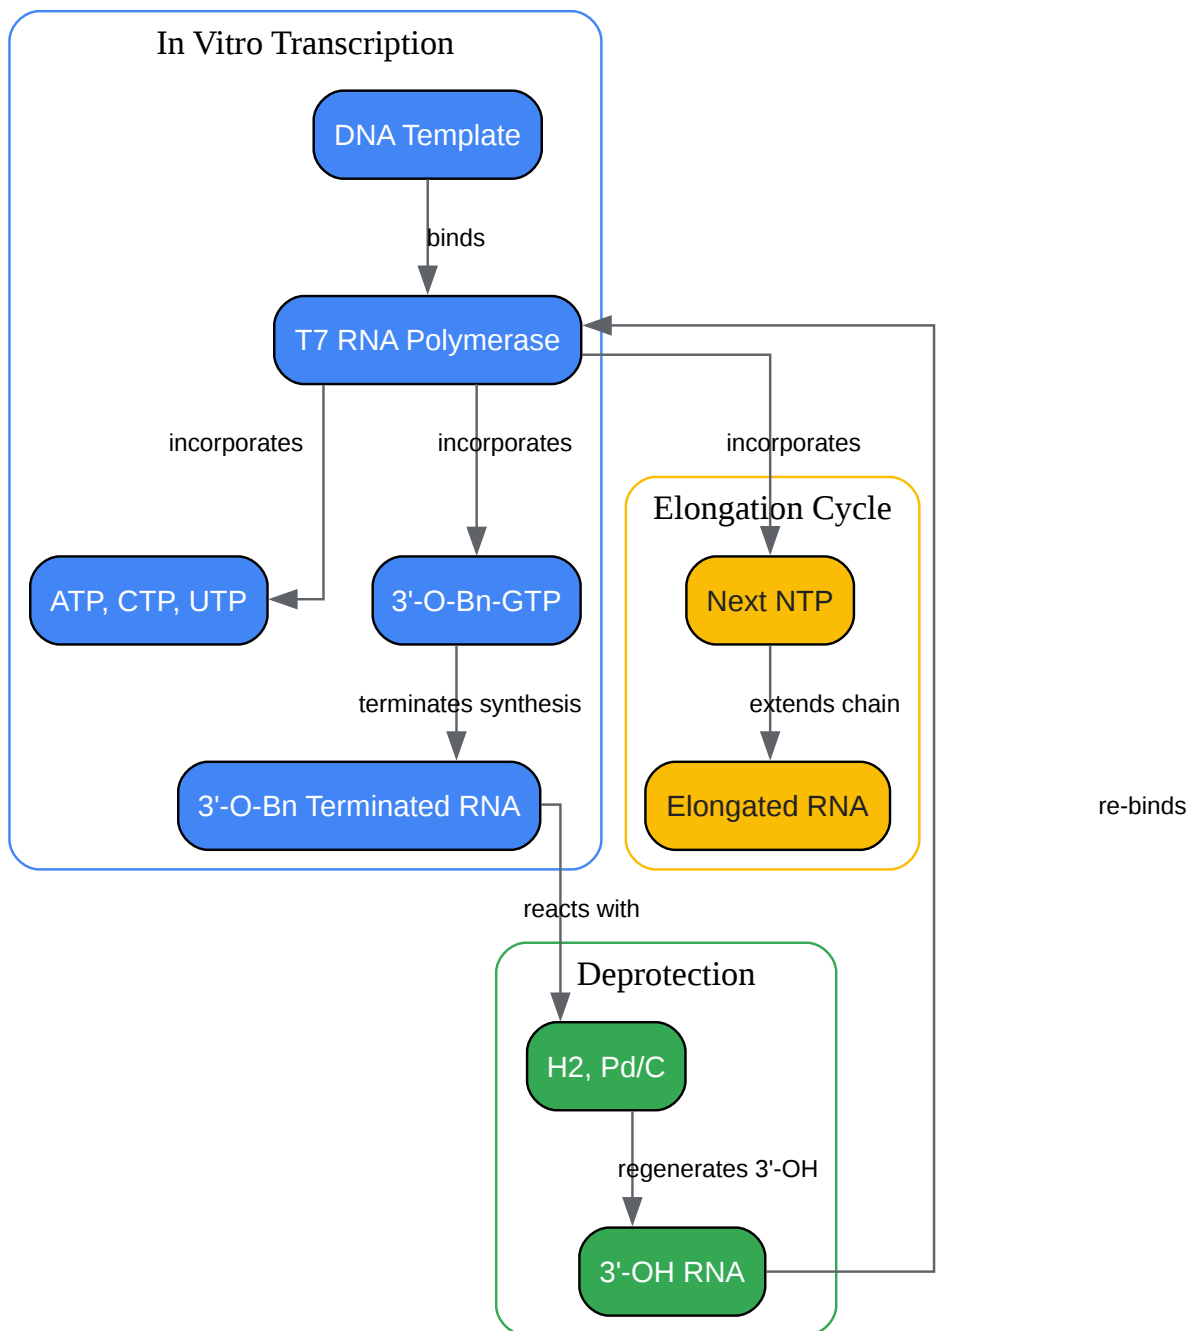 In Vitro Transcription
DNA Template
binds
T7 RNA Polymerase
incorporates
incorporates
incorporates
Elongation Cycle
ATP, CTP, UTP
3'-O-Bn-GTP
Next NTP
terminates synthesis
extends chain
3'-O-Bn Terminated RNA
Elongated RNA
re-binds
reacts with
Deprotection
H2, Pd/C
regenerates 3'-OH
3'-OH RNA